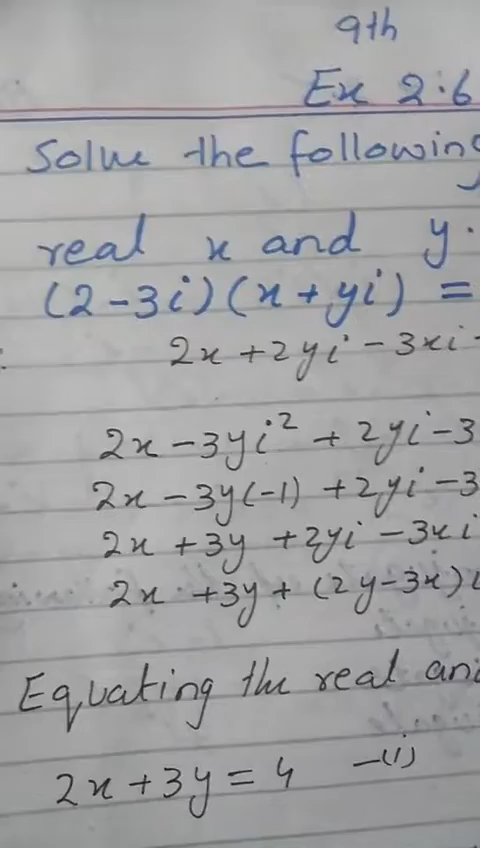 9th
Ex 2.6
Solve the following
real x and y.
(2-3i)(x+yi) =
2x+2yi-3xi-
2x-3yi²+2yi-3
2x-3y(-1)+2yi-3
2x+3y+2yi-3xi
2x+3y+(2y-3x)i
Equating the real and
2x+3y=4 -(i)